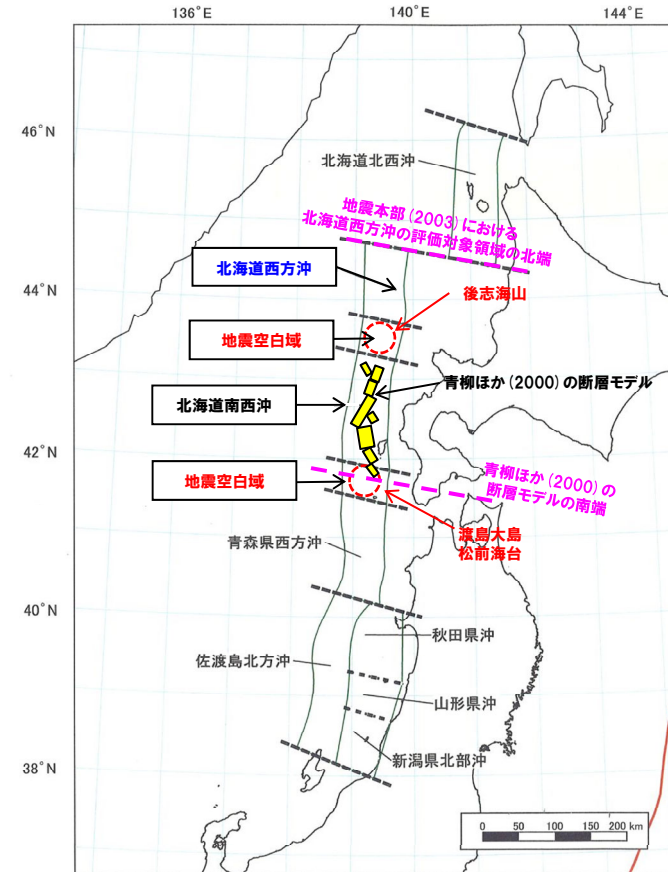 136°E
140°E
144°E
46°N
北海道北西沖
地震本部(2003)における
北海道西方沖の評価対象領域の北端
北海道西方沖
44°N
後志海山
地震空白域
青柳ほか(2000)の断層モデル
北海道南西沖
42°N
地震空白域
青柳ほか(2000)の
断層モデルの南端
渡島大島
松前海台
青森県西方沖
40°N
秋田県沖
佐渡島北方沖
山形県沖
新潟県北部沖
38°N
0 50 100 150 200 km